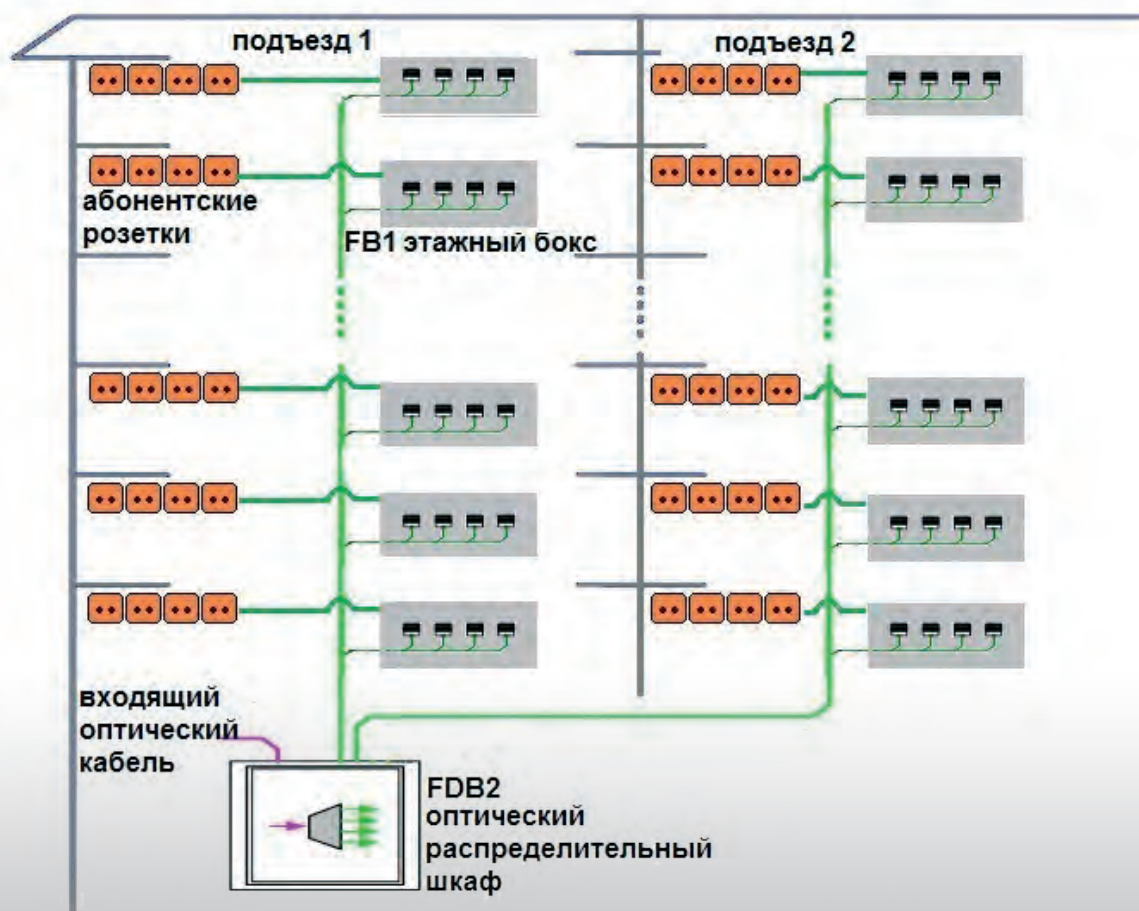 подъезд 1
подъезд 2
абонентские
розетки
FB1 этажный бокс
входящий
оптический
кабель
FDB2
оптический
распределительный
шкаф